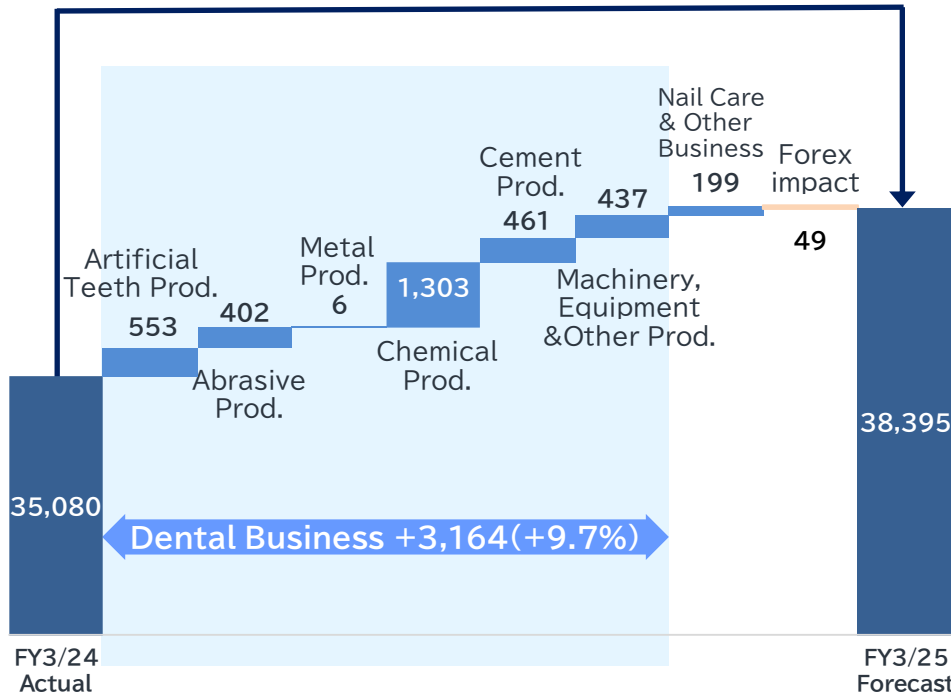 Artificial
Teeth Prod.
553
402
Abrasive
Prod.
Metal
Prod.
6
1,303
Chemical
Prod.
Cement
Prod.
461
437
Machinery,
Equipment
&Other Prod.
Nail Care
& Other
Business
199
Forex
impact
49
35,080
38,395
Dental Business +3,164(+9.7%)
FY3/24
Actual
FY3/25
Forecast